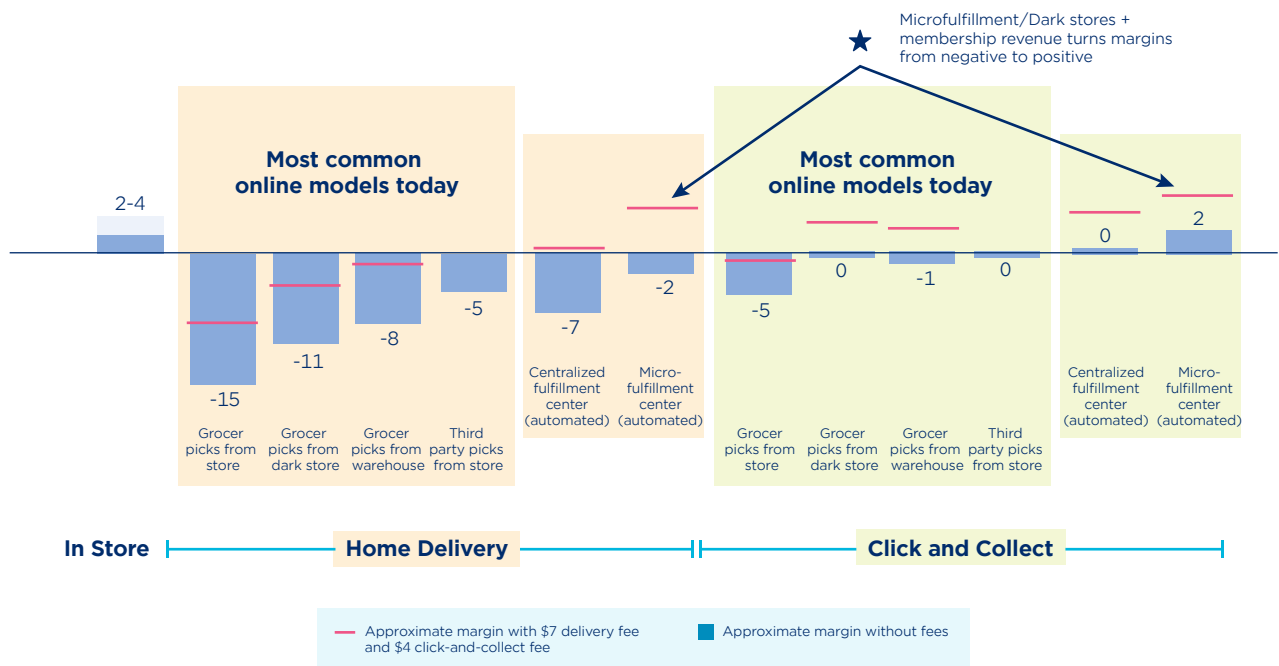 Microfulfillment/Dark stores +
membership revenue turns margins
from negative to positive
Most common
online models today
Most common
online models today
2-4
-15
-11
-8
-5
-7
-2
-5
0
-1
0
0
2
Grocer
picks from
store
Grocer
picks from
dark store
Grocer
picks from
warehouse
Third
party picks
from store
Centralized
fulfillment
center
(automated)
Micro-
fulfillment
center
(automated)
Grocer
picks from
store
Grocer
picks from
dark store
Grocer
picks from
warehouse
Third
party picks
from store
Centralized
fulfillment
center
(automated)
Micro-
fulfillment
center
(automated)
In Store
Home Delivery
Click and Collect
Approximate margin with $7 delivery fee
and $4 click-and-collect fee
Approximate margin without fees